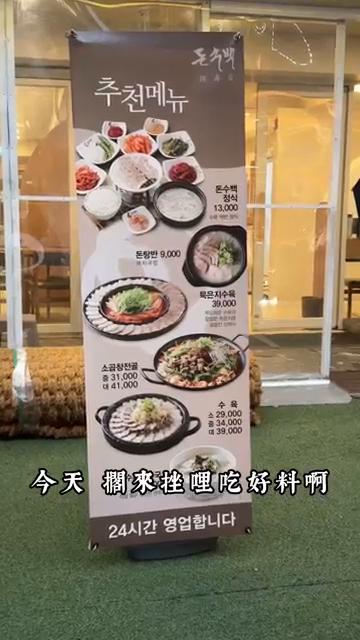 돈수백
추천메뉴
돈수백
정식
13,000
돈탕반 9,000
묵은지수육
39,000
소곱창전골
중 31,000
대 41,000
수 육
소 29,000
중 34,000
대 39,000
今天 擱來挫哩吃好料啊
24시간 영업합니다